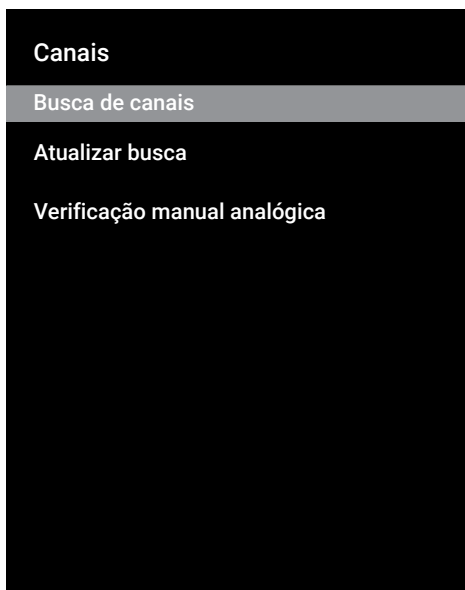 Canais
Busca de canais
Atualizar busca
Verificação manual analógica